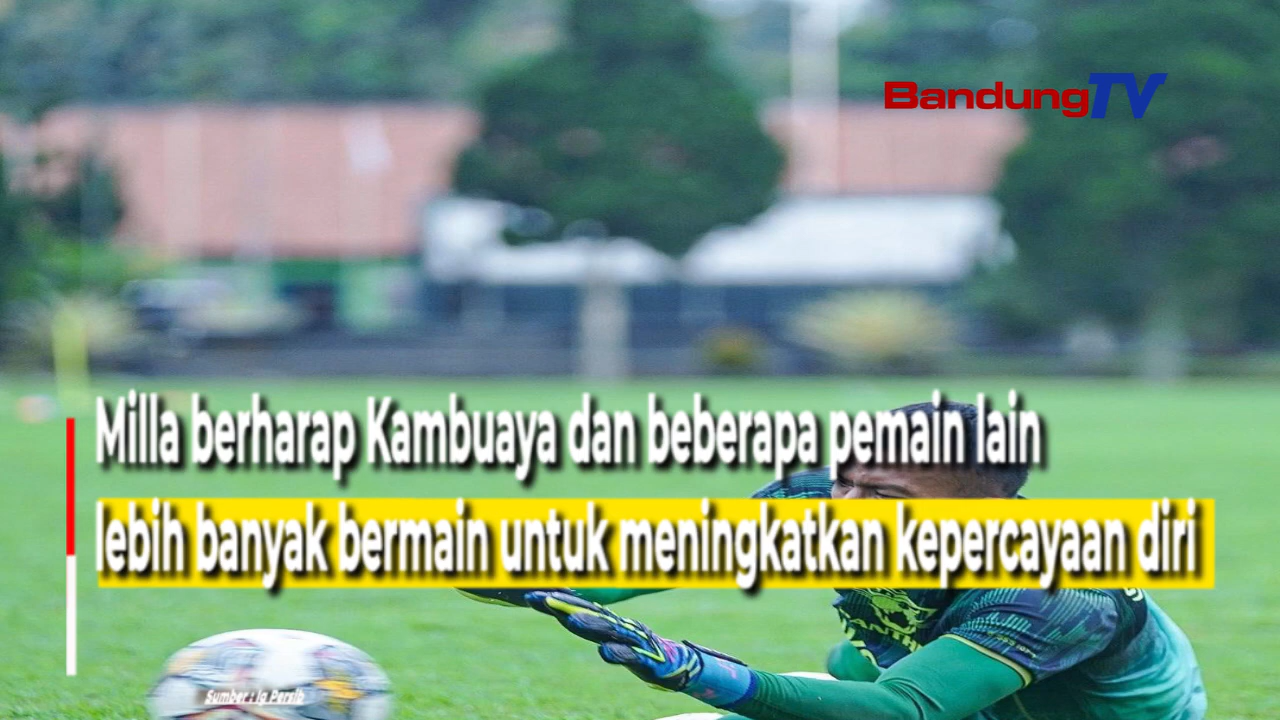 BandungTV
Milla berharap Kambuaya dan beberapa pemain lain
lebih banyak bermain untuk meningkatkan kepercayaan diri
Sumber : Ig Persib